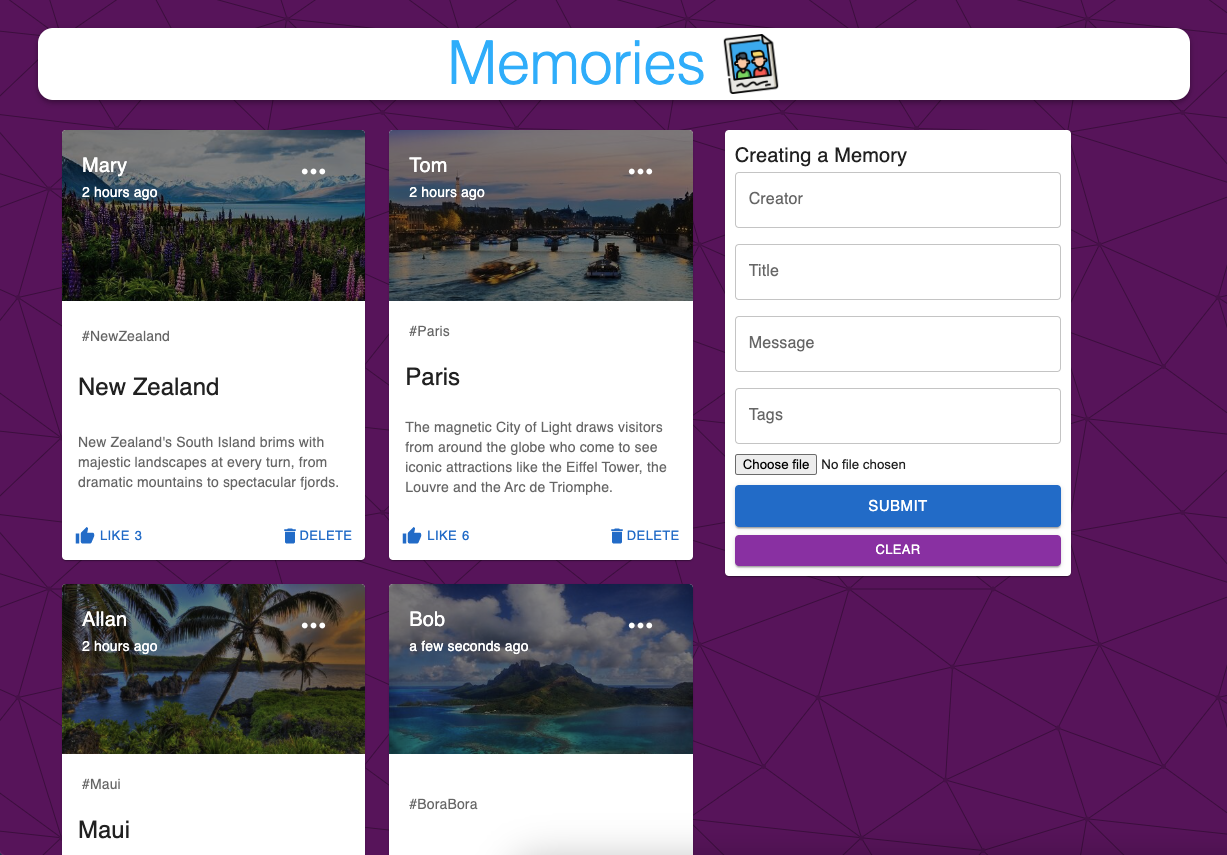 Memories
Mary
2 hours ago
#NewZealand
New Zealand
New Zealand's South Island brims with
majestic landscapes at every turn, from
dramatic mountains to spectacular fjords.
LIKE 3
DELETE
Tom
2 hours ago
#Paris
Paris
The magnetic City of Light draws visitors
from around the globe who come to see
iconic attractions like the Eiffel Tower, the
Louvre and the Arc de Triomphe.
LIKE 6
DELETE
Allan
2 hours ago
#Maui
Maui
Bob
a few seconds ago
#BoraBora
Creating a Memory
Creator
Title
Message
Tags
Choose file No file chosen
SUBMIT
CLEAR